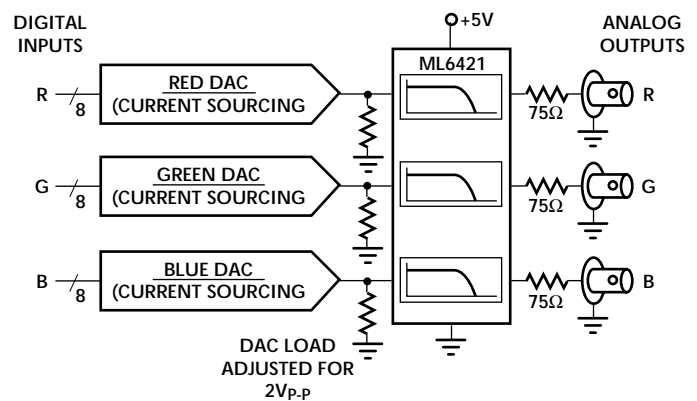 DIGITAL
INPUTS
+5V
ANALOG
OUTPUTS
ML6421
R
8
RED DAC
(CURRENT SOURCING
75Ω
R
G
8
GREEN DAC
(CURRENT SOURCING
75Ω
G
B
8
BLUE DAC
(CURRENT SOURCING
75Ω
B
DAC LOAD
ADJUSTED FOR
2VP-P